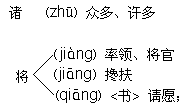 诸 (zhū) 众多、许多
(jiàng) 率领、将官
将 (jiāng) 搀扶
(qiāng) <书> 请愿;